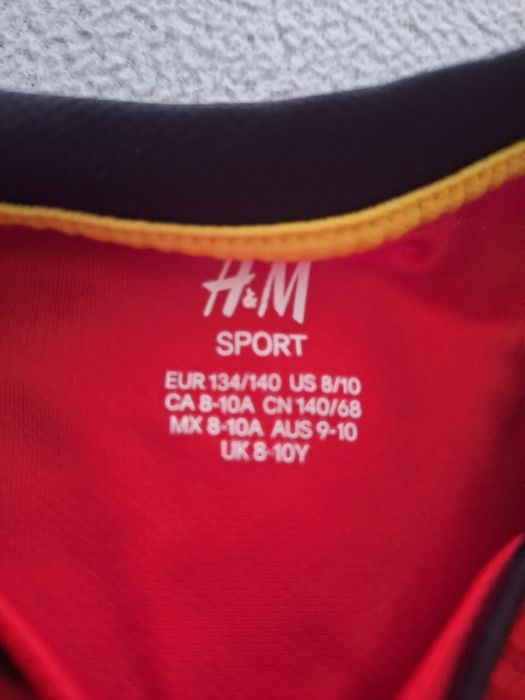 H&M
SPORT
EUR 134/140 US 8/10
CA 8-10A CN 140/68
MX 8-10A AUS 9-10
UK 8-10Y